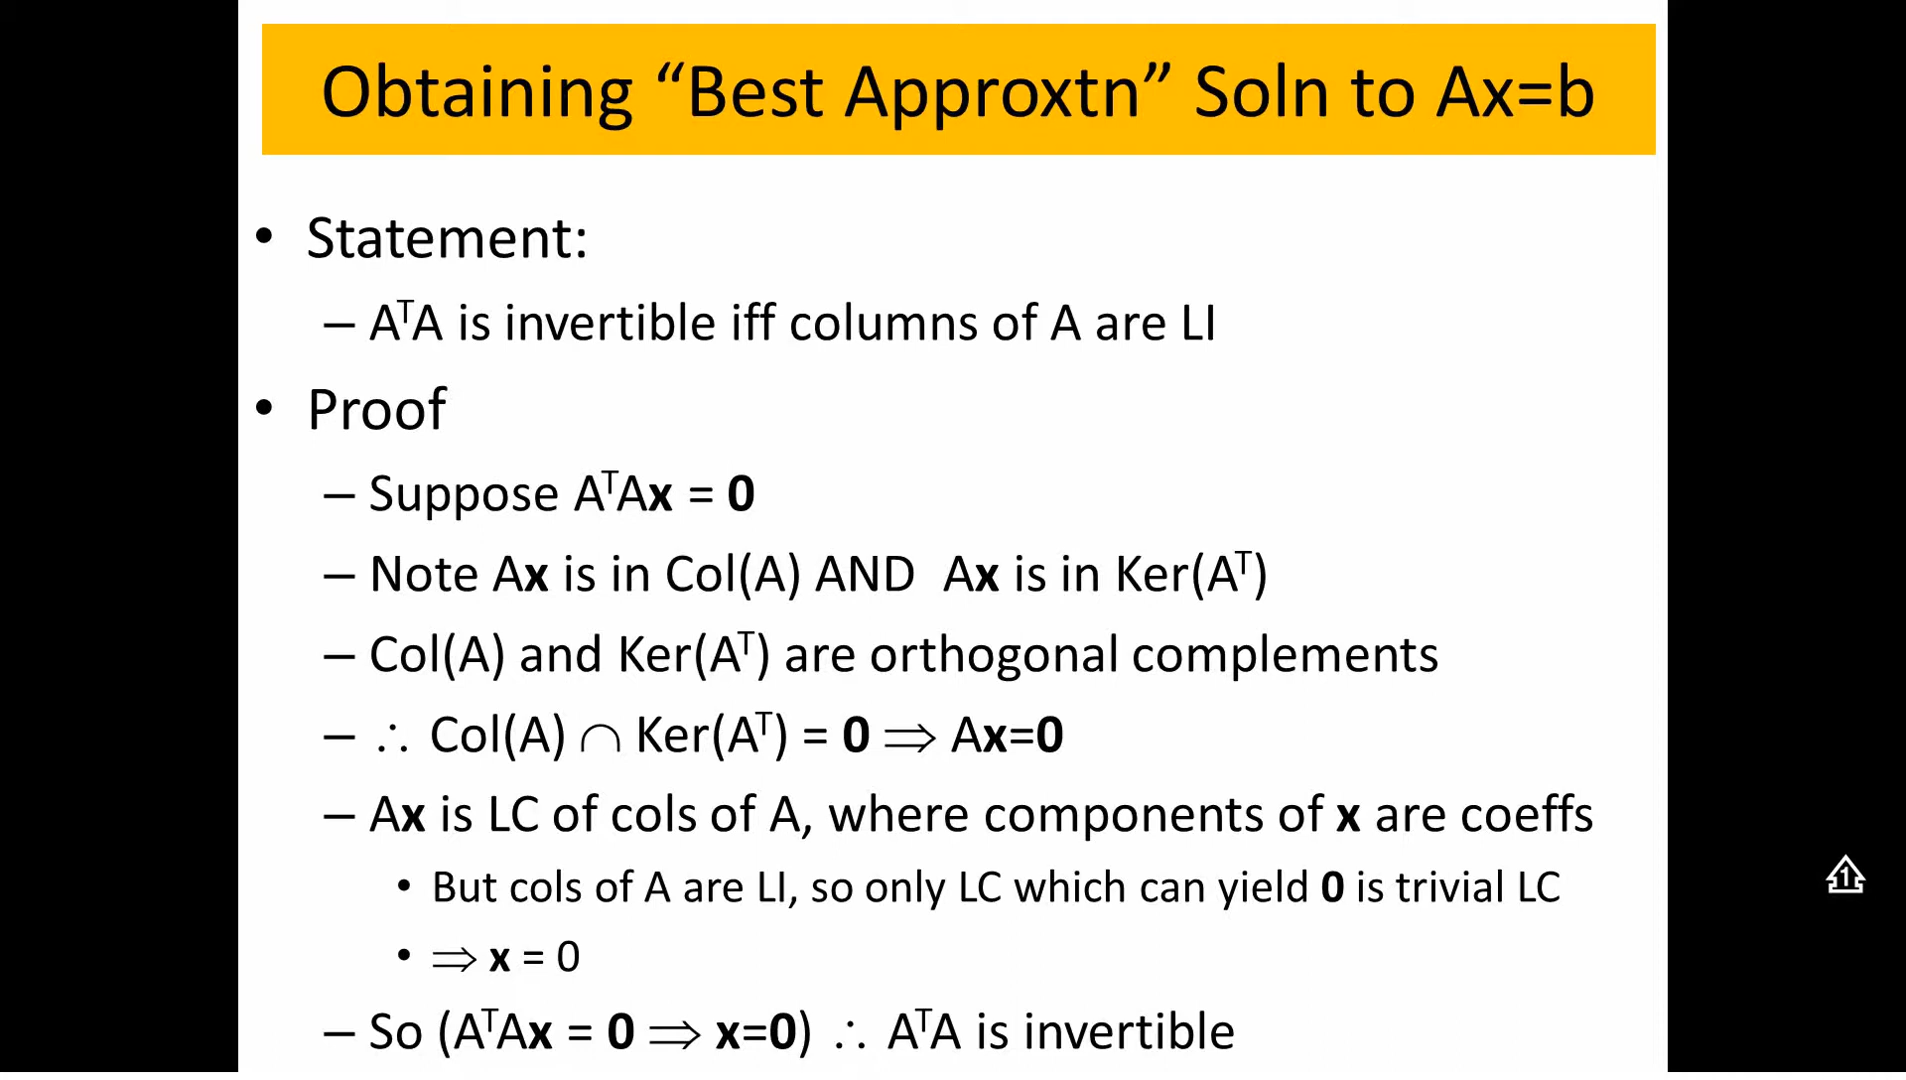 Obtaining “Best Approxtn” Soln to Ax=b
• Statement:
– AᵀA is invertible iff columns of A are LI
• Proof
– Suppose AᵀAx = 0
– Note Ax is in Col(A) AND Ax is in Ker(Aᵀ)
– Col(A) and Ker(Aᵀ) are orthogonal complements
– ∴ Col(A) ∩ Ker(Aᵀ) = 0 ⇒ Ax=0
– Ax is LC of cols of A, where components of x are coeffs
• But cols of A are LI, so only LC which can yield 0 is trivial LC
• ⇒ x = 0
– So (AᵀAx = 0 ⇒ x=0) ∴ AᵀA is invertible
1